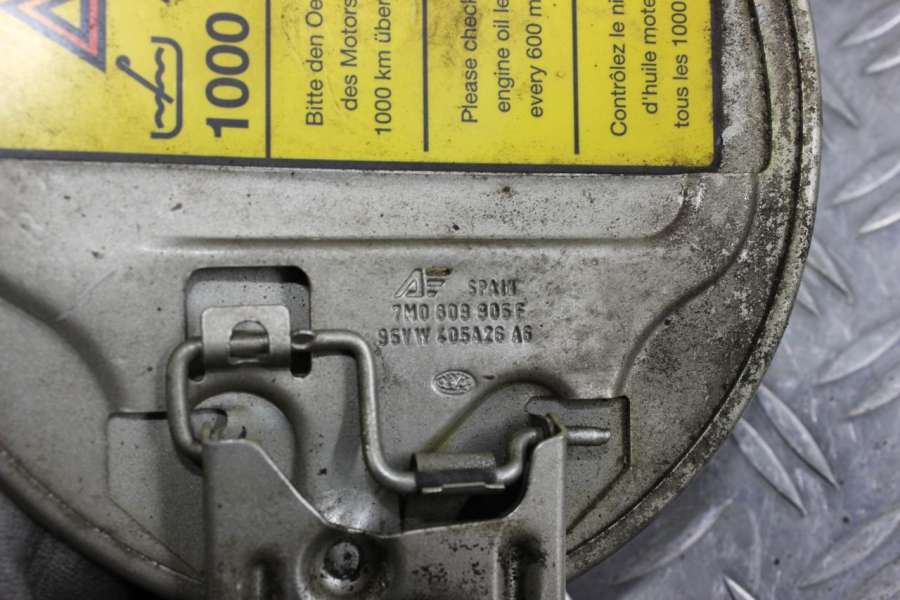 1000
Bitte den Oe
des Motors
1000 km über
Please check
engine oil le
every 600 m
Contrôlez le ni
d'huile mote
tous les 1000
SPAIN
7M0 809 905 F
95VW 405A26 A6